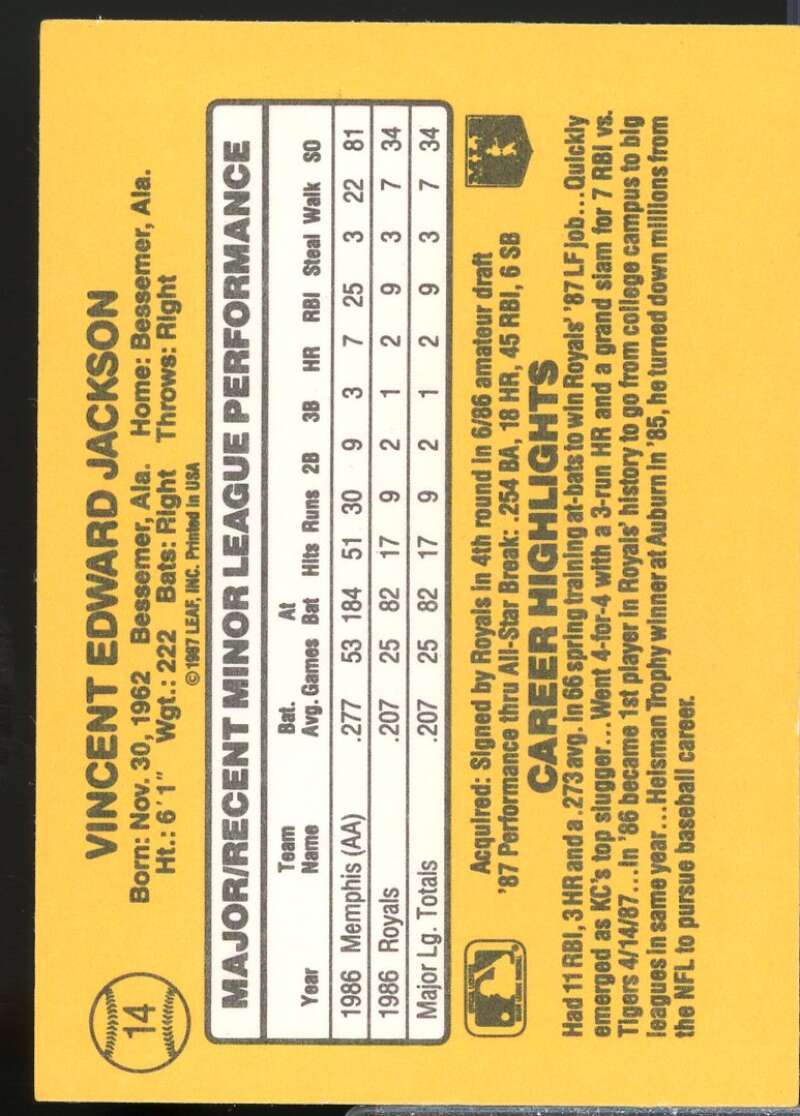 14
VINCENT EDWARD JACKSON
Born: Nov. 30, 1962 Bessemer, Ala. Home: Bessemer, Ala.
Ht.: 6'1" Wgt.: 222 Bats: Right Throws: Right
©1987 LEAF, INC. Printed in USA
MAJOR/RECENT MINOR LEAGUE PERFORMANCE
Team Bat. At
Year Name Avg. Games Bat Hits Runs 2B 3B HR RBI Steal Walk SO
1986 Memphis (AA) .277 53 184 51 30 9 3 7 25 3 22 81
1986 Royals .207 25 82 17 9 2 1 2 9 3 7 34
Major Lg. Totals .207 25 82 17 9 2 1 2 9 3 7 34
Acquired: Signed by Royals in 4th round in 6/86 amateur draft
'87 Performance thru All-Star Break: .254 BA, 18 HR, 45 RBI, 6 SB
CAREER HIGHLIGHTS
Had 11 RBI, 3 HR and a .273 avg. in 66 spring training at-bats to win Royals' '87 LF job...Quickly
emerged as KC's top slugger...Went 4-for-4 with a 3-run HR and a grand slam for 7 RBI vs.
Tigers 4/14/87...In '86 became 1st player in Royals' history to go from college campus to big
leagues in same year...Heisman Trophy winner at Auburn in '85, he turned down millions from
the NFL to pursue baseball career.